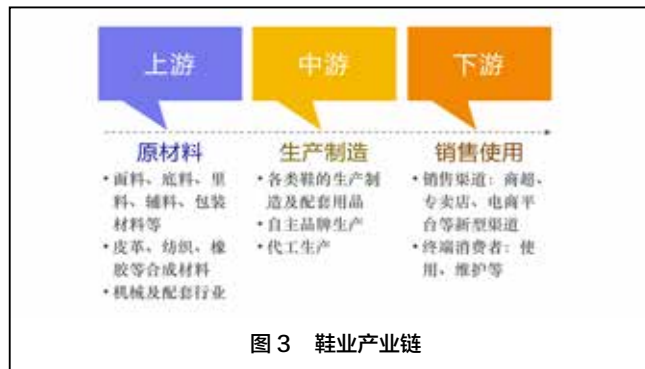 上游
中游
下游
原材料
• 面料、底料、里
料、辅料、包装
材料等
• 皮革、纺织、橡
胶等合成材料
• 机械及配套行业
生产制造
• 各类鞋的生产制
造及配套用品
• 自主品牌生产
• 代工生产
销售使用
• 销售渠道：商超、
专卖店、电商平
台等新型渠道
• 终端消费者：使
用、维护等
图 3 鞋业产业链